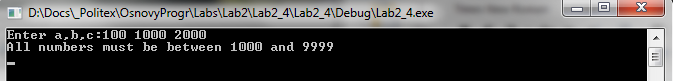 D:\Docs\_Politex\OsnovyProgr\Labs\Lab2\Lab2_4\Lab2_4\Debug\Lab2_4.exe
Enter a,b,c:100 1000 2000
All numbers must be between 1000 and 9999